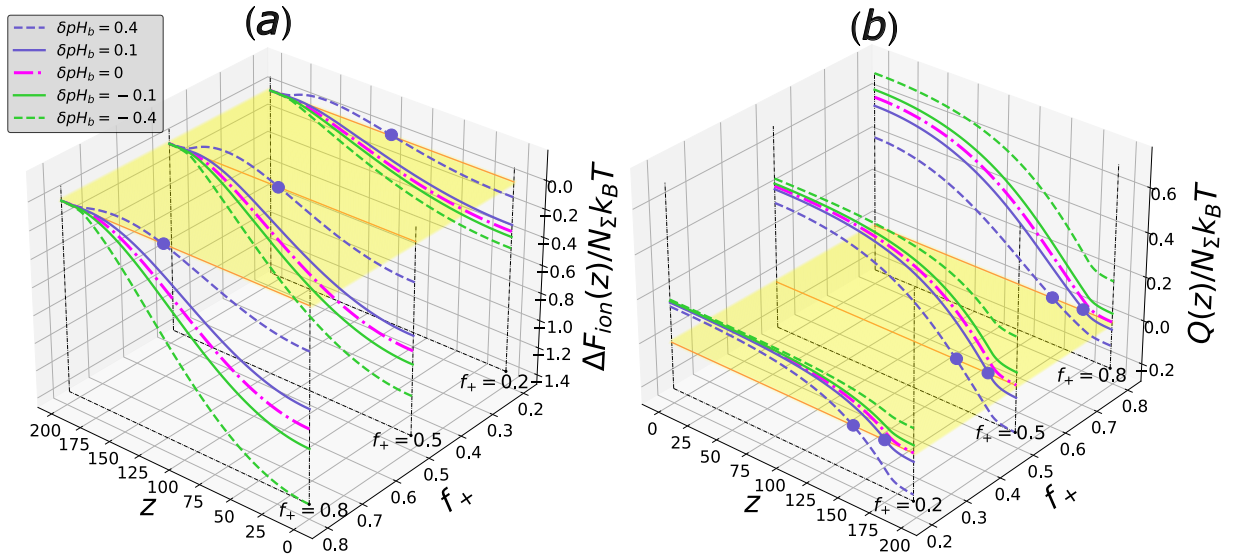 (a)
(b)
δpH_b = 0.4
δpH_b = 0.1
δpH_b = 0
δpH_b = −0.1
δpH_b = −0.4
0.0
−0.2
−0.4
−0.6
−0.8
−1.0
−1.2
−1.4
ΔF_{ion}(z)/N_Σ k_B T
f_+ = 0.2
f_+ = 0.5
f_+ = 0.8
200
175
150
125
100
75
50
25
0
z
0.2
0.3
0.4
0.5
0.6
0.7
0.8
f_+
0.6
0.4
0.2
0.0
−0.2
Q(z)/N_Σ k_B T
f_+ = 0.8
f_+ = 0.5
f_+ = 0.2
0
25
50
75
100
125
150
175
200
z
0.8
0.7
0.6
0.5
0.4
0.3
0.2
f_+